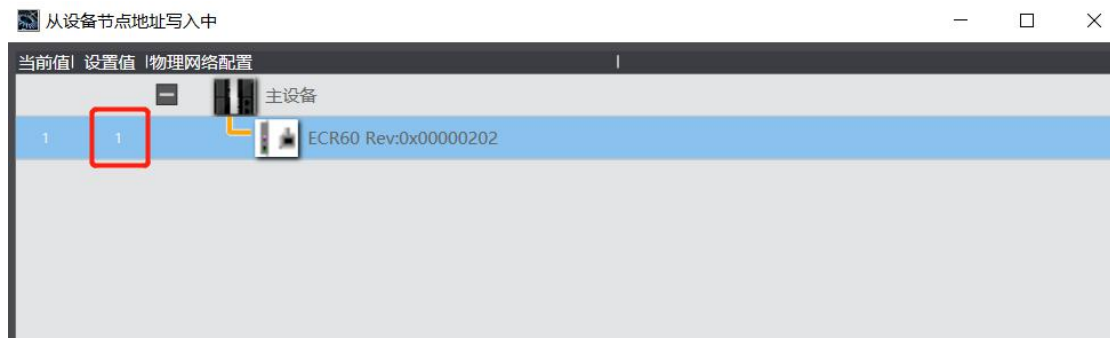 从设备节点地址写入中
当前值| 设置值 |物理网络配置 |
主设备
1 1 ECR60 Rev:0x00000202